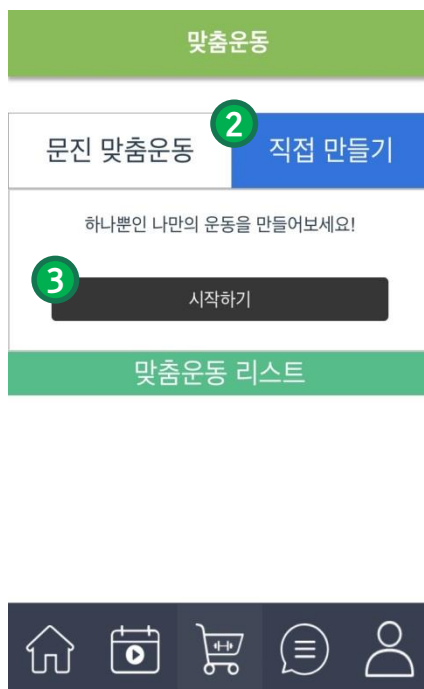 맞춤운동
2
문진 맞춤운동 직접 만들기
하나뿐인 나만의 운동을 만들어보세요!
3
시작하기
맞춤운동 리스트